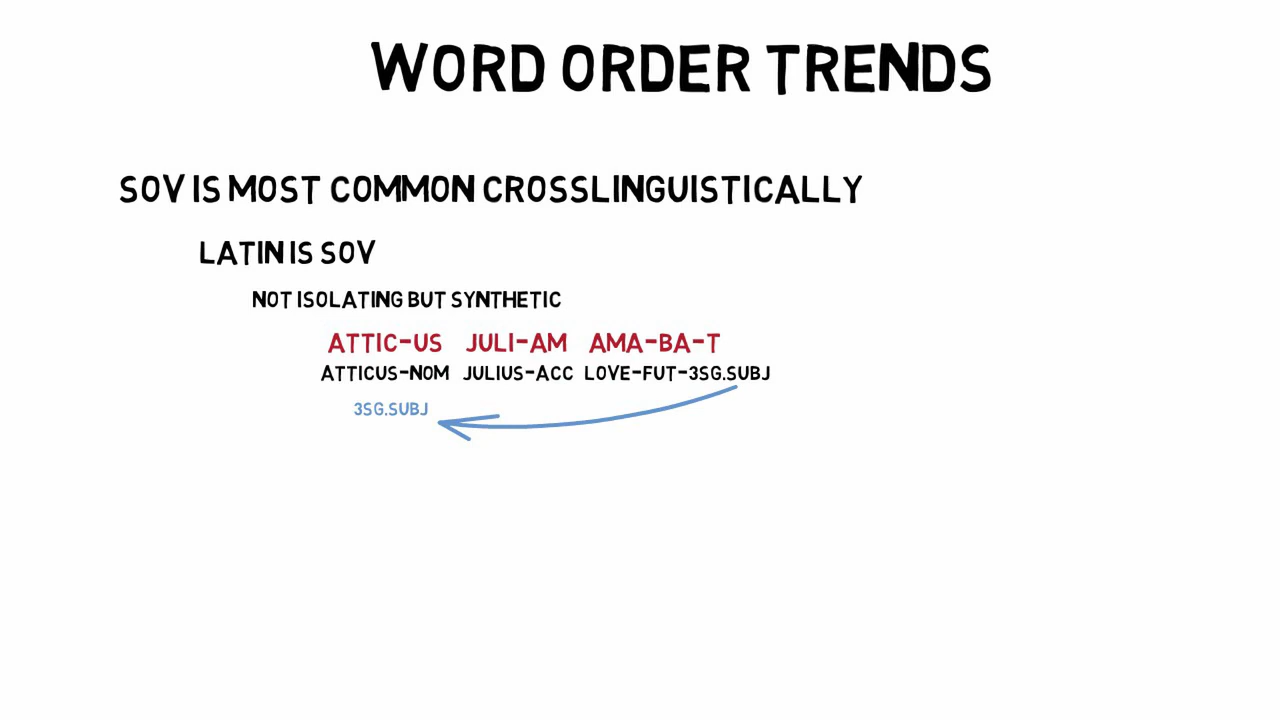 WORD ORDER TRENDS
SOV IS MOST COMMON CROSSLINGUISTICALLY
LATIN IS SOV
NOT ISOLATING BUT SYNTHETIC
ATTIC-US JULI-AM AMA-BA-T
ATTICUS-NOM JULIUS-ACC LOVE-FUT-3SG.SUBJ
3SG.SUBJ